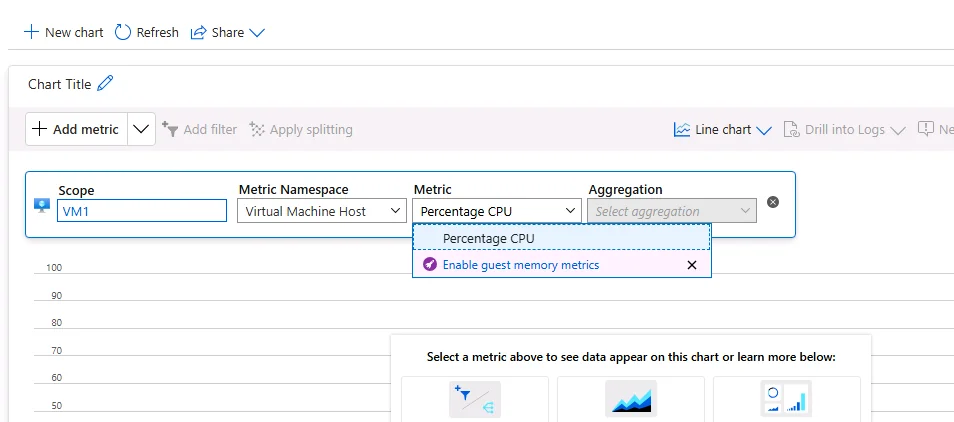 New chart Refresh Share
Chart Title
Add metric Add filter Apply splitting Line chart Drill into Logs Ne
Scope Metric Namespace Metric Aggregation
VM1 Virtual Machine Host Percentage CPU Select aggregation
Percentage CPU
Enable guest memory metrics
100
90
80
70
60
50
Select a metric above to see data appear on this chart or learn more below: